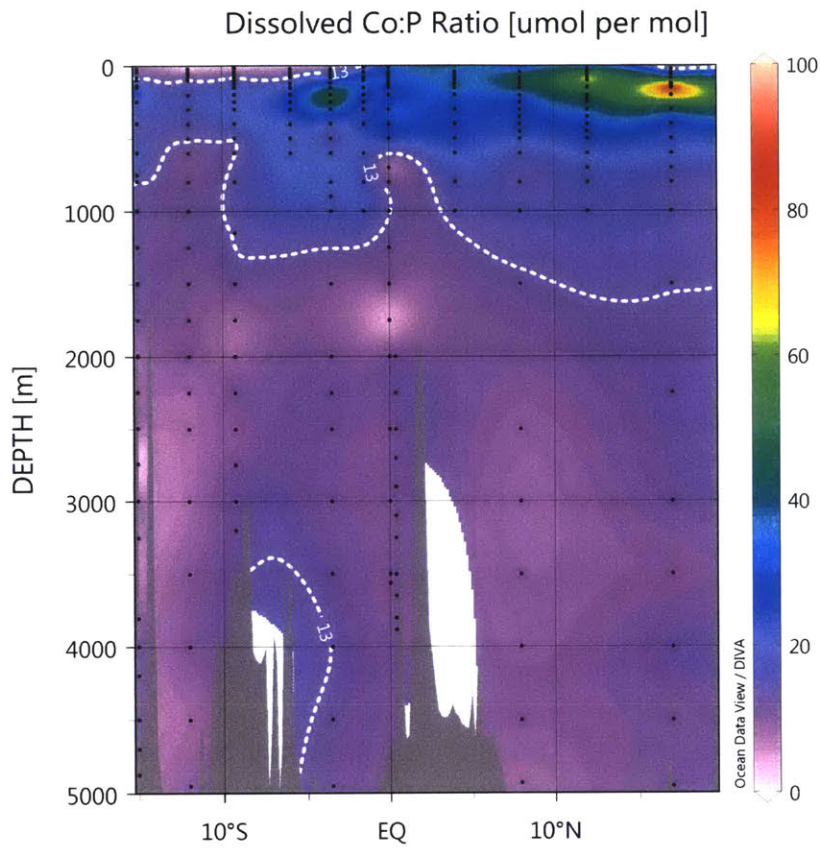 Dissolved Co:P Ratio [umol per mol]
0
1000
2000
3000
4000
5000
DEPTH [m]
10°S
EQ
10°N
13
13
13
100
80
60
40
20
0
Ocean Data View / DIVA